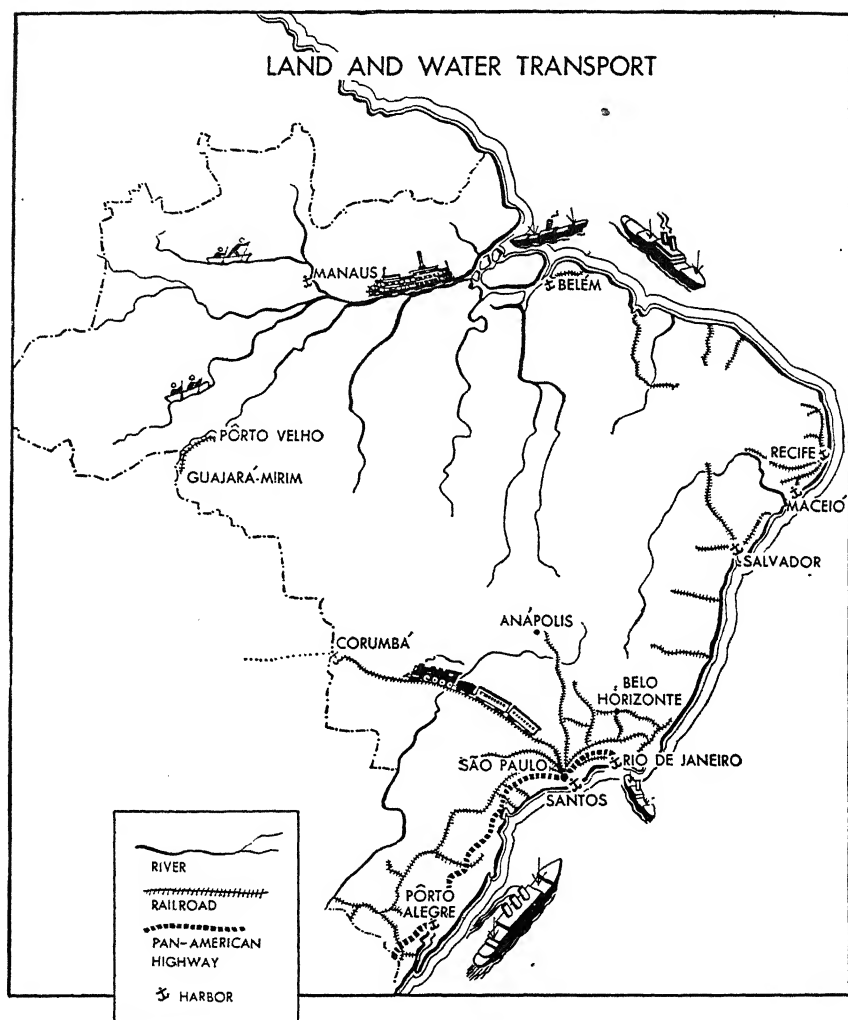 LAND AND WATER TRANSPORT
MANAUS
BELÉM
PÔRTO VELHO
GUAJARÁ-MIRIM
RECIFE
MACEIÓ
SALVADOR
ANÁPOLIS
CORUMBÁ
BELO
HÓRIZONTE
SÃO PAULO
RIO DE JANEIRO
SANTOS
PÔRTO
ALEGRE
RIVER
RAILROAD
PAN-AMERICAN
HIGHWAY
HARBOR